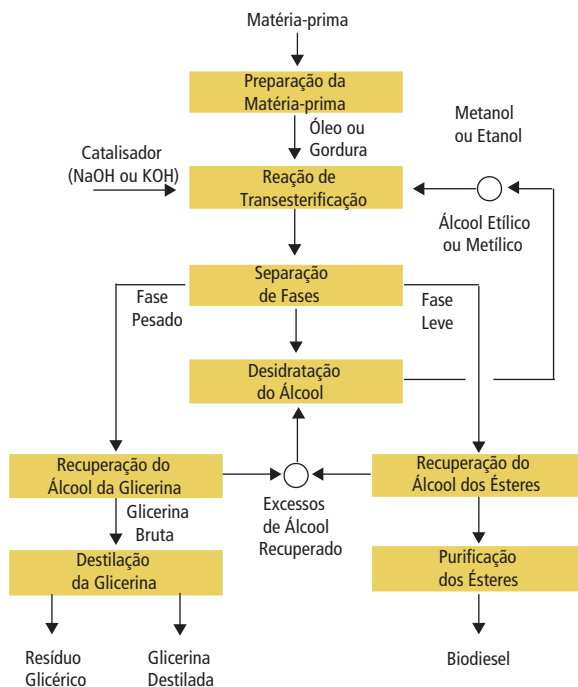 Matéria-prima
Preparação da
Matéria-prima
Óleo ou
Gordura
Metanol
ou Etanol
Catalisador
(NaOH ou KOH)
Reação de
Transesterificação
Álcool Etílico
ou Metílico
Separação
de Fases
Fase
Pesado
Fase
Leve
Desidratação
do Álcool
Recuperação do
Álcool da Glicerina
Excessos
de Álcool
Recuperado
Recuperação do
Álcool dos Ésteres
Glicerina
Bruta
Destilação
da Glicerina
Purificação
dos Ésteres
Resíduo
Glicérico
Glicerina
Destilada
Biodiesel